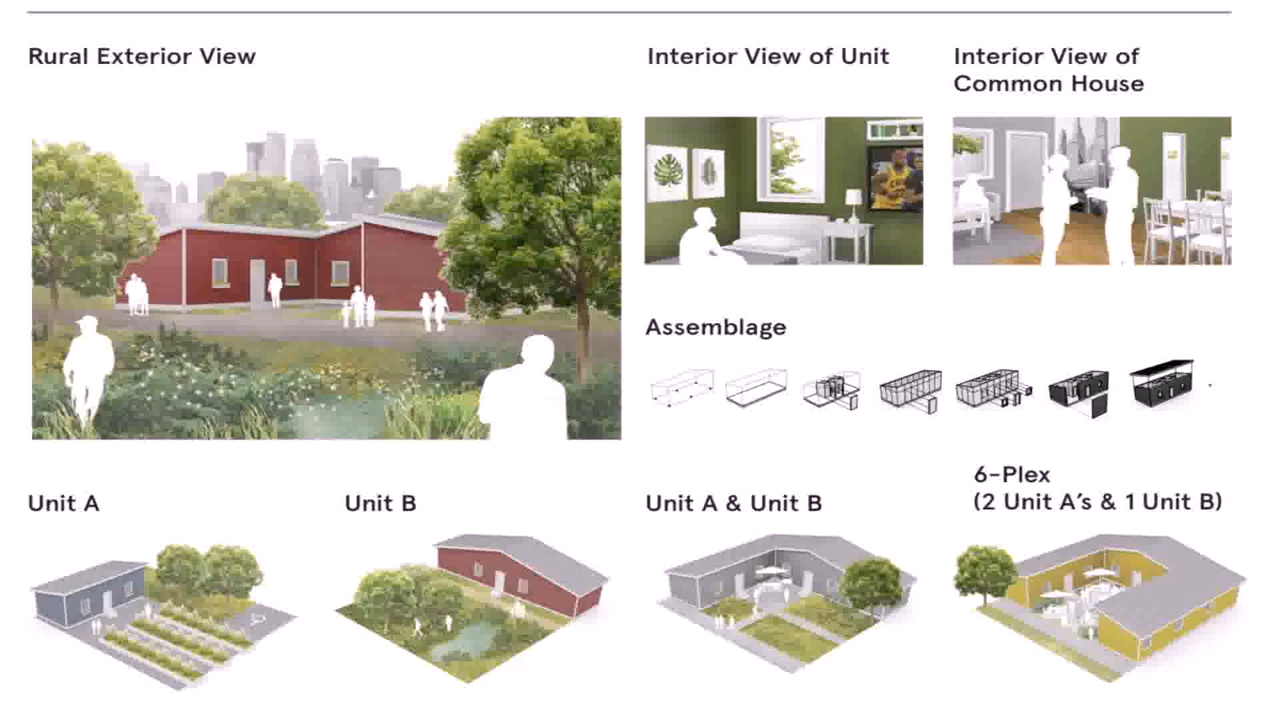 Rural Exterior View
Interior View of Unit
Interior View of
Common House
Assemblage
Unit A
Unit B
Unit A & Unit B
6-Plex
(2 Unit A's & 1 Unit B)